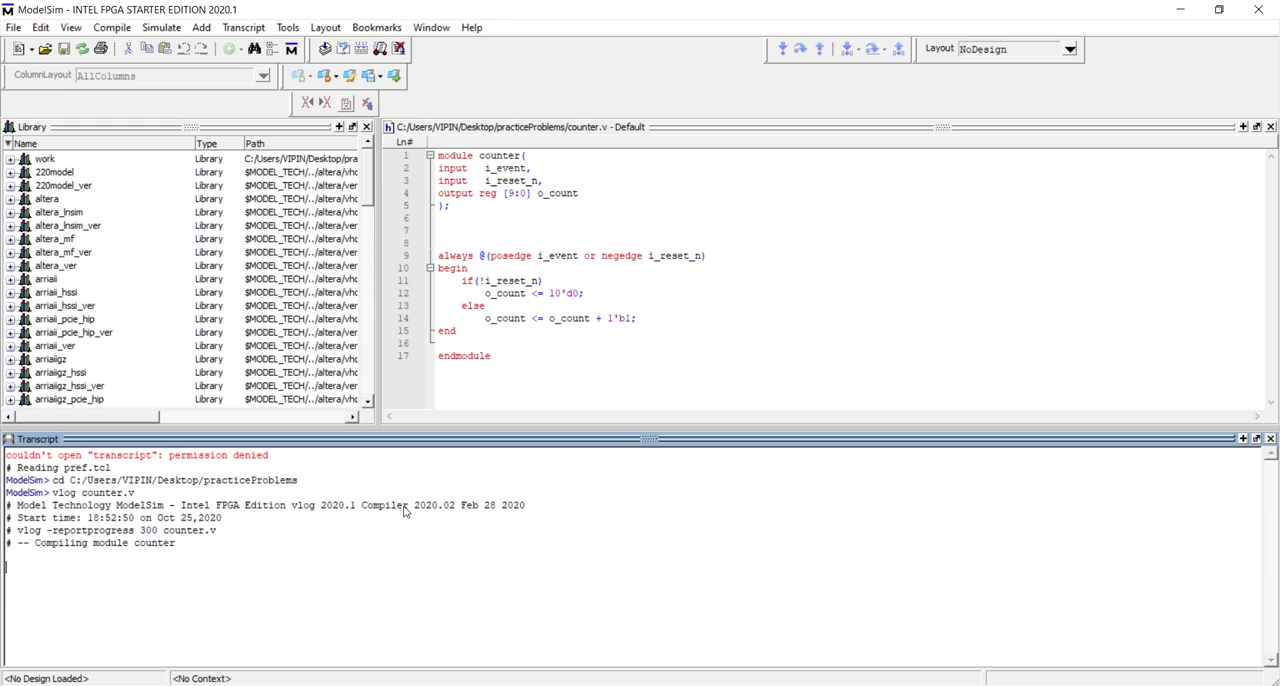 ModelSim - INTEL FPGA STARTER EDITION 2020.1
File Edit View Compile Simulate Add Transcript Tools Layout Bookmarks Window Help
Layout NoDesign
ColumnLayout AllColumns
Library
Name Type Path
work Library C:/Users/VIPIN/Desktop/pra
220model Library $MODEL_TECH/../altera/vhc
220model_ver Library $MODEL_TECH/../altera/ver
altera Library $MODEL_TECH/../altera/vhc
altera_lnsim Library $MODEL_TECH/../altera/vhc
altera_lnsim_ver Library $MODEL_TECH/../altera/ver
altera_mf Library $MODEL_TECH/../altera/vhc
altera_mf_ver Library $MODEL_TECH/../altera/ver
altera_ver Library $MODEL_TECH/../altera/ver
arriaii Library $MODEL_TECH/../altera/vhc
arriaii_hssi Library $MODEL_TECH/../altera/vhc
arriaii_hssi_ver Library $MODEL_TECH/../altera/ver
arriaii_pcie_hip Library $MODEL_TECH/../altera/vhc
arriaii_pcie_hip_ver Library $MODEL_TECH/../altera/ver
arriaii_ver Library $MODEL_TECH/../altera/ver
arriaiigz Library $MODEL_TECH/../altera/vhc
arriaiigz_hssi Library $MODEL_TECH/../altera/vhc
arriaiigz_hssi_ver Library $MODEL_TECH/../altera/ver
arriaiigz_pcie_hip Library $MODEL_TECH/../altera/vhc
C:/Users/VIPIN/Desktop/practiceProblems/counter.v - Default
Ln#
1 module counter(
2 input i_event,
3 input i_reset_n,
4 output reg [9:0] o_count
5 );
6
7
8
9 always @(posedge i_event or negedge i_reset_n)
10 begin
11 if(!i_reset_n)
12 o_count <= 10'd0;
13 else
14 o_count <= o_count + 1'b1;
15 end
16
17 endmodule
Transcript
couldn't open "transcript": permission denied
# Reading pref.tcl
ModelSim> cd C:/Users/VIPIN/Desktop/practiceProblems
ModelSim> vlog counter.v
# Model Technology ModelSim - Intel FPGA Edition vlog 2020.1 Compiler 2020.02 Feb 28 2020
# Start time: 18:52:50 on Oct 25,2020
# vlog -reportprogress 300 counter.v
# -- Compiling module counter
<No Design Loaded> <No Context>